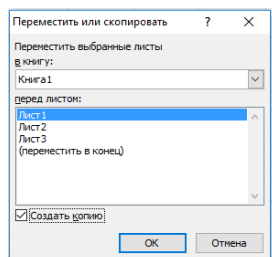 Переместить или скопировать ? ×
Переместить выбранные листы
в книгу:
Книга1
перед листом:
Лист1
Лист2
Лист3
(переместить в конец)
Создать копию
ОК Отмена